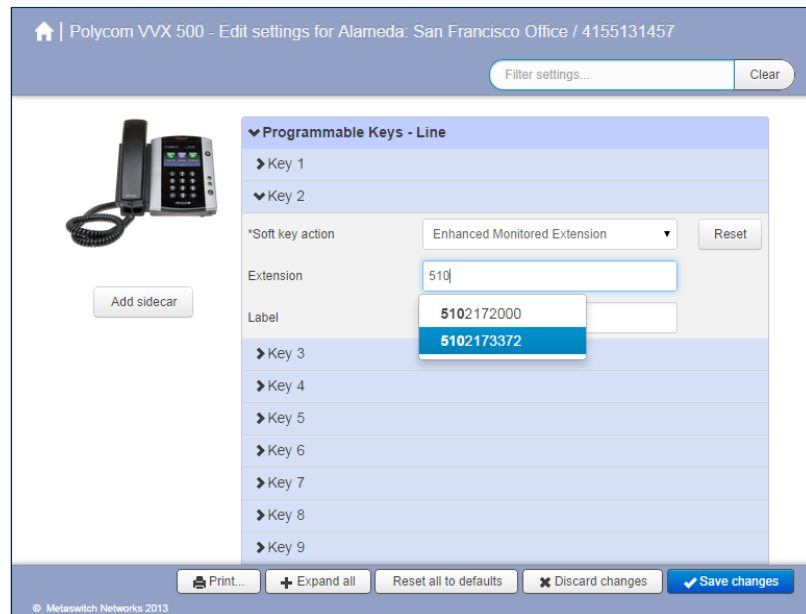 Polycom VVX 500 - Edit settings for Alameda: San Francisco Office / 4155131457
Filter settings... Clear
Programmable Keys - Line
Key 1
Key 2
*Soft key action Enhanced Monitored Extension Reset
Extension 510
Add sidecar
Label
5102172000
5102173372
Key 3
Key 4
Key 5
Key 6
Key 7
Key 8
Key 9
Print... Expand all Reset all to defaults Discard changes Save changes
© Metaswitch Networks 2013